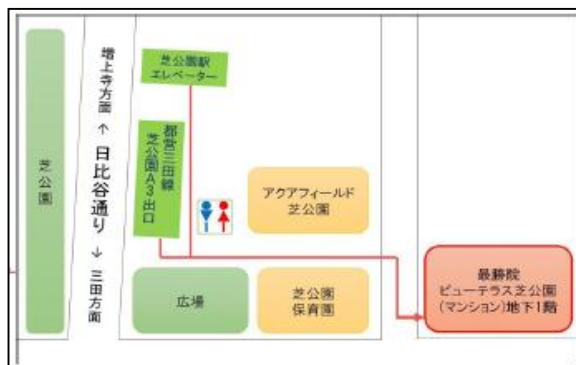 芝公園
増上寺方面
↑
日比谷通り
↓
三田方面
芝公園駅
エレベーター
都営三田線
芝公園A3出口
アクアフィールド
芝公園
広場
芝公園
保育園
最勝院
ビューテラス芝公園
(マンション)地下1階